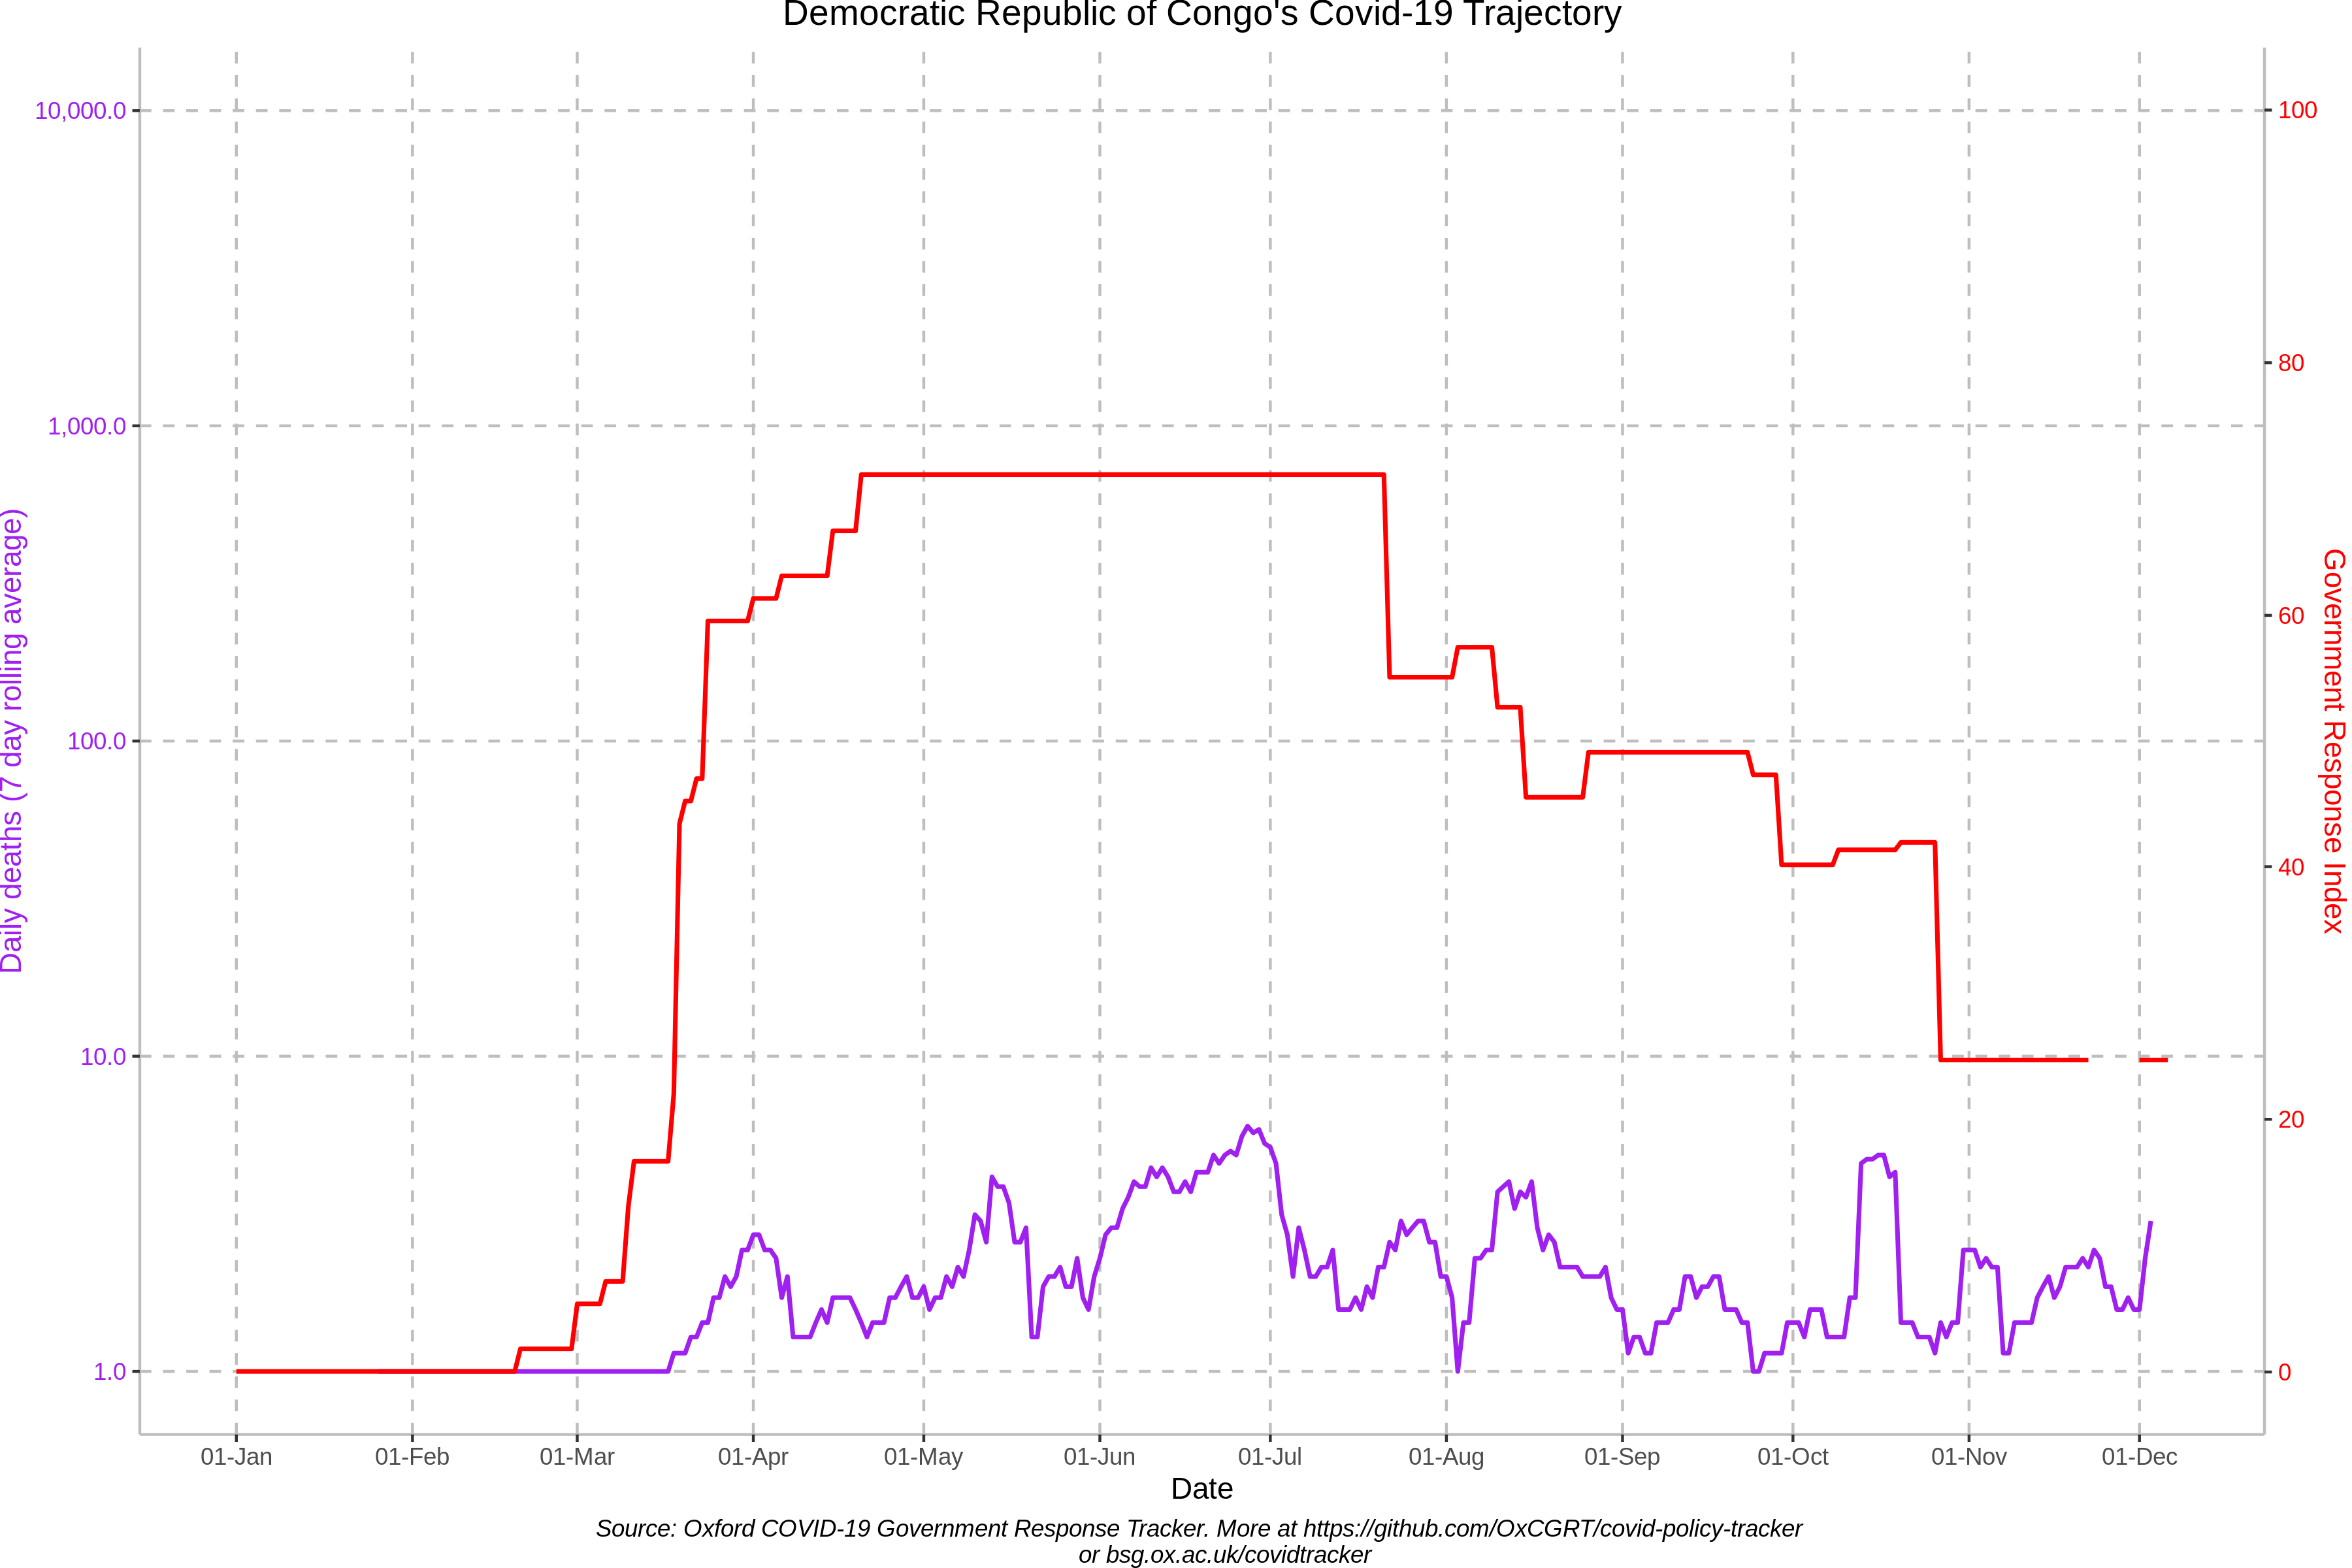 Democratic Republic of Congo's Covid-19 Trajectory
10,000.0
1,000.0
100.0
10.0
1.0
Daily deaths (7 day rolling average)
100
80
60
40
20
0
Government Response Index
01-Jan
01-Feb
01-Mar
01-Apr
01-May
01-Jun
01-Jul
01-Aug
01-Sep
01-Oct
01-Nov
01-Dec
Date
Source: Oxford COVID-19 Government Response Tracker. More at https://github.com/OxCGRT/covid-policy-tracker
or bsg.ox.ac.uk/covidtracker